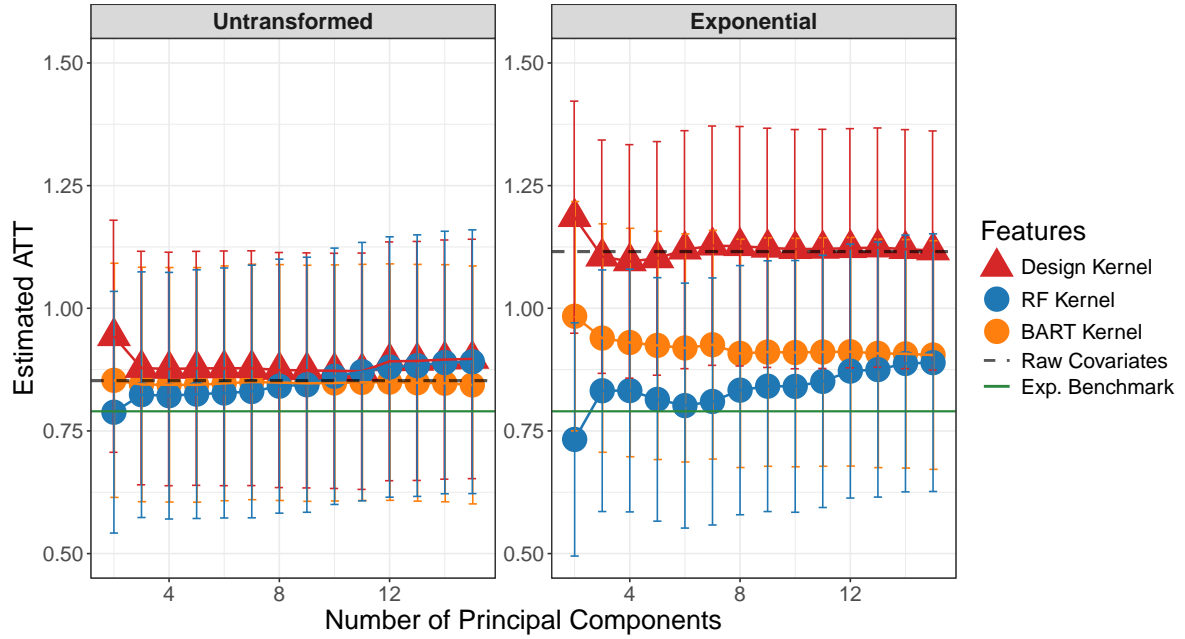 Untransformed
Exponential
Estimated ATT
1.50
1.25
1.00
0.75
0.50
1.50
1.25
1.00
0.75
0.50
4
8
12
4
8
12
Number of Principal Components
Features
Design Kernel
RF Kernel
BART Kernel
Raw Covariates
Exp. Benchmark